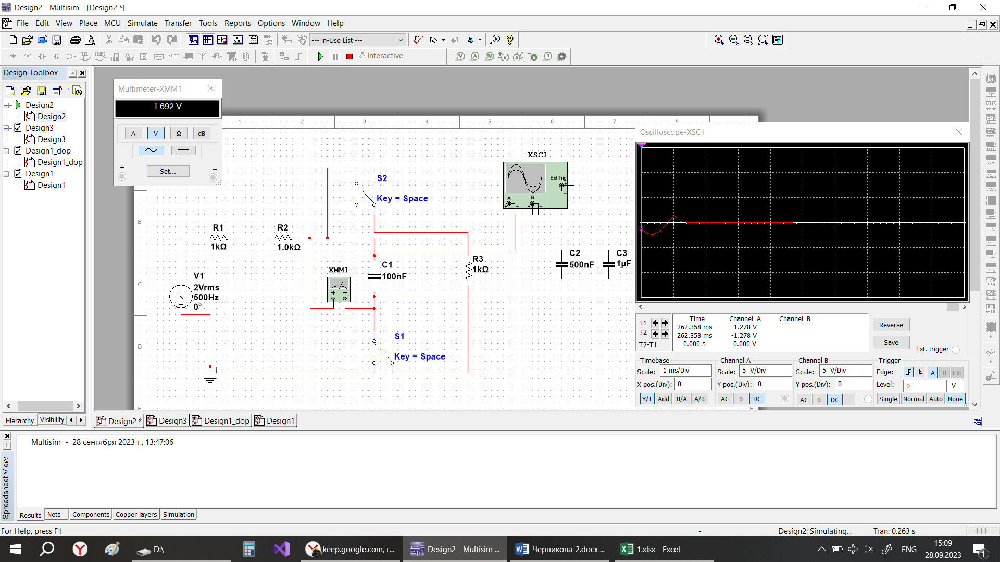 Design2 - Multisim - [Design2 *]
File Edit View Place MCU Simulate Transfer Tools Reports Options Window Help
--- In-Use List ---
MISC
Interactive
Design Toolbox
Design2
Design2
Design3
Design3
Design1_dop
Design1_dop
Design1
Design1
Hierarchy Visibility
Multimeter-XMM1
1.692 V
A V Ω dB
+ Set... –
1 2 3 4 5 6 7 8
B
C
D
E
S2
Key = Space
R1
1kΩ
R2
1.0kΩ
V1
2Vrms
500Hz
0°
XMM1
C1
100nF
R3
1kΩ
S1
Key = Space
XSC1
Ext Trig
A B
C2
500nF
C3
1µF
Oscilloscope-XSC1
T1
T2
T2-T1
Time Channel_A Channel_B
262.358 ms -1.278 V
262.358 ms -1.278 V
0.000 s 0.000 V
Reverse
Save
Ext. trigger
Timebase
Scale: 1 ms/Div
X pos.(Div): 0
Y/T Add B/A A/B
Channel A
Scale: 5 V/Div
Y pos.(Div): 0
AC 0 DC
Channel B
Scale: 5 V/Div
Y pos.(Div): 0
AC 0 DC -
Trigger
Edge: A B Ext
Level: 0 V
Single Normal Auto None
Design2 * Design3 Design1_dop Design1
Spreadsheet View
Multisim - 28 сентября 2023 г., 13:47:06
Results Nets Components Copper layers Simulation
For Help, press F1
-
Design2: Simulating...
Tran: 0.263 s
D:\
keep.google.com, г...
Design2 - Multisim ...
Черникова_2.docx ...
1.xlsx - Excel
ENG
15:09
28.09.2023
1